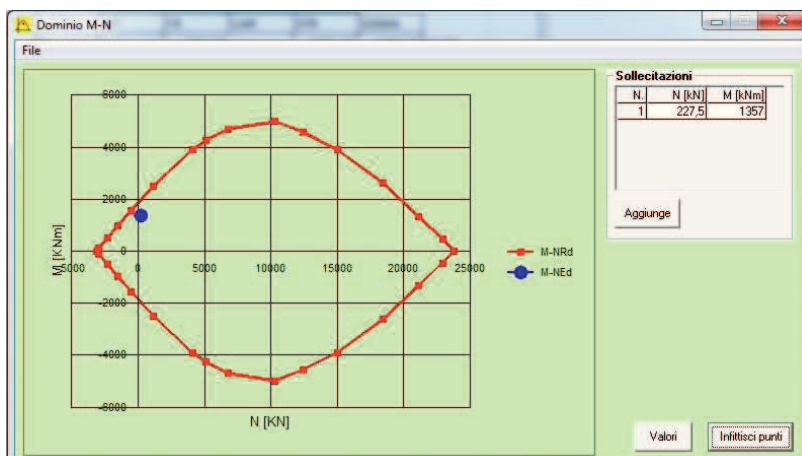 Dominio M-N
File
6000
4000
2000
0
-2000
-4000
-6000
-5000 0 5000 10000 15000 20000 25000
M [KNm]
N [KN]
M-NRd
M-NEd
Sollecitazioni
N. N [kN] M [kNm]
1 227,5 1357
Aggiunge
Valori
Infittisci punti